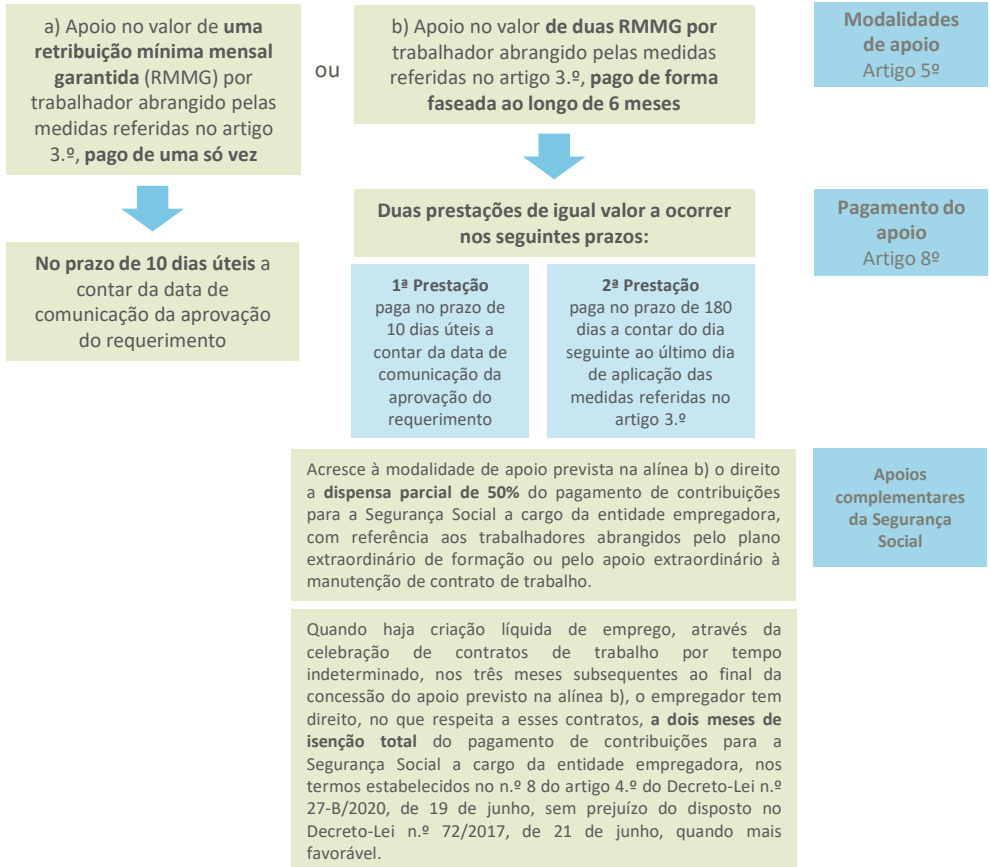 a) Apoio no valor de uma
retribuição mínima mensal
garantida (RMMG) por
trabalhador abrangido pelas
medidas referidas no artigo
3.º, pago de uma só vez
ou
b) Apoio no valor de duas RMMG por
trabalhador abrangido pelas medidas
referidas no artigo 3.º, pago de forma
faseada ao longo de 6 meses
Modalidades
de apoio
Artigo 5º
No prazo de 10 dias úteis a
contar da data de
comunicação da aprovação
do requerimento
Duas prestações de igual valor a ocorrer
nos seguintes prazos:
1ª Prestação
paga no prazo de
10 dias úteis a
contar da data de
comunicação da
aprovação do
requerimento
2ª Prestação
paga no prazo de 180
dias a contar do dia
seguinte ao último dia
de aplicação das
medidas referidas no
artigo 3.º
Pagamento do
apoio
Artigo 8º
Acresce à modalidade de apoio prevista na alínea b) o direito
a dispensa parcial de 50% do pagamento de contribuições
para a Segurança Social a cargo da entidade empregadora,
com referência aos trabalhadores abrangidos pelo plano
extraordinário de formação ou pelo apoio extraordinário à
manutenção de contrato de trabalho.
Apoios
complementares
da Segurança
Social
Quando haja criação líquida de emprego, através da
celebração de contratos de trabalho por tempo
indeterminado, nos três meses subsequentes ao final da
concessão do apoio previsto na alínea b), o empregador tem
direito, no que respeita a esses contratos, a dois meses de
isenção total do pagamento de contribuições para a
Segurança Social a cargo da entidade empregadora, nos
termos estabelecidos no n.º 8 do artigo 4.º do Decreto-Lei n.º
27-B/2020, de 19 de junho, sem prejuízo do disposto no
Decreto-Lei n.º 72/2017, de 21 de junho, quando mais
favorável.